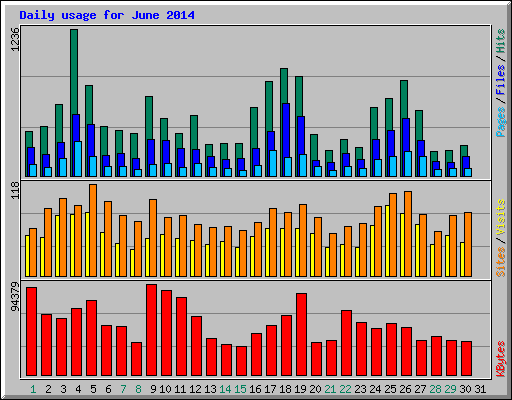 Daily usage for June 2014
1236
Pages / Files / Hits
118
Sites / Visits
94379
KBytes
1 2 3 4 5 6 7 8 9 10 11 12 13 14 15 16 17 18 19 20 21 22 23 24 25 26 27 28 29 30 31